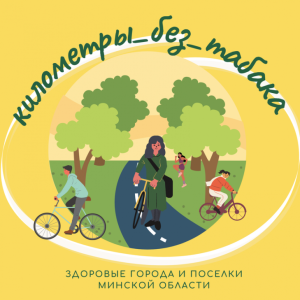 километры_без_табака
ЗДОРОВЫЕ ГОРОДА И ПОСЕЛКИ
МИНСКОЙ ОБЛАСТИ